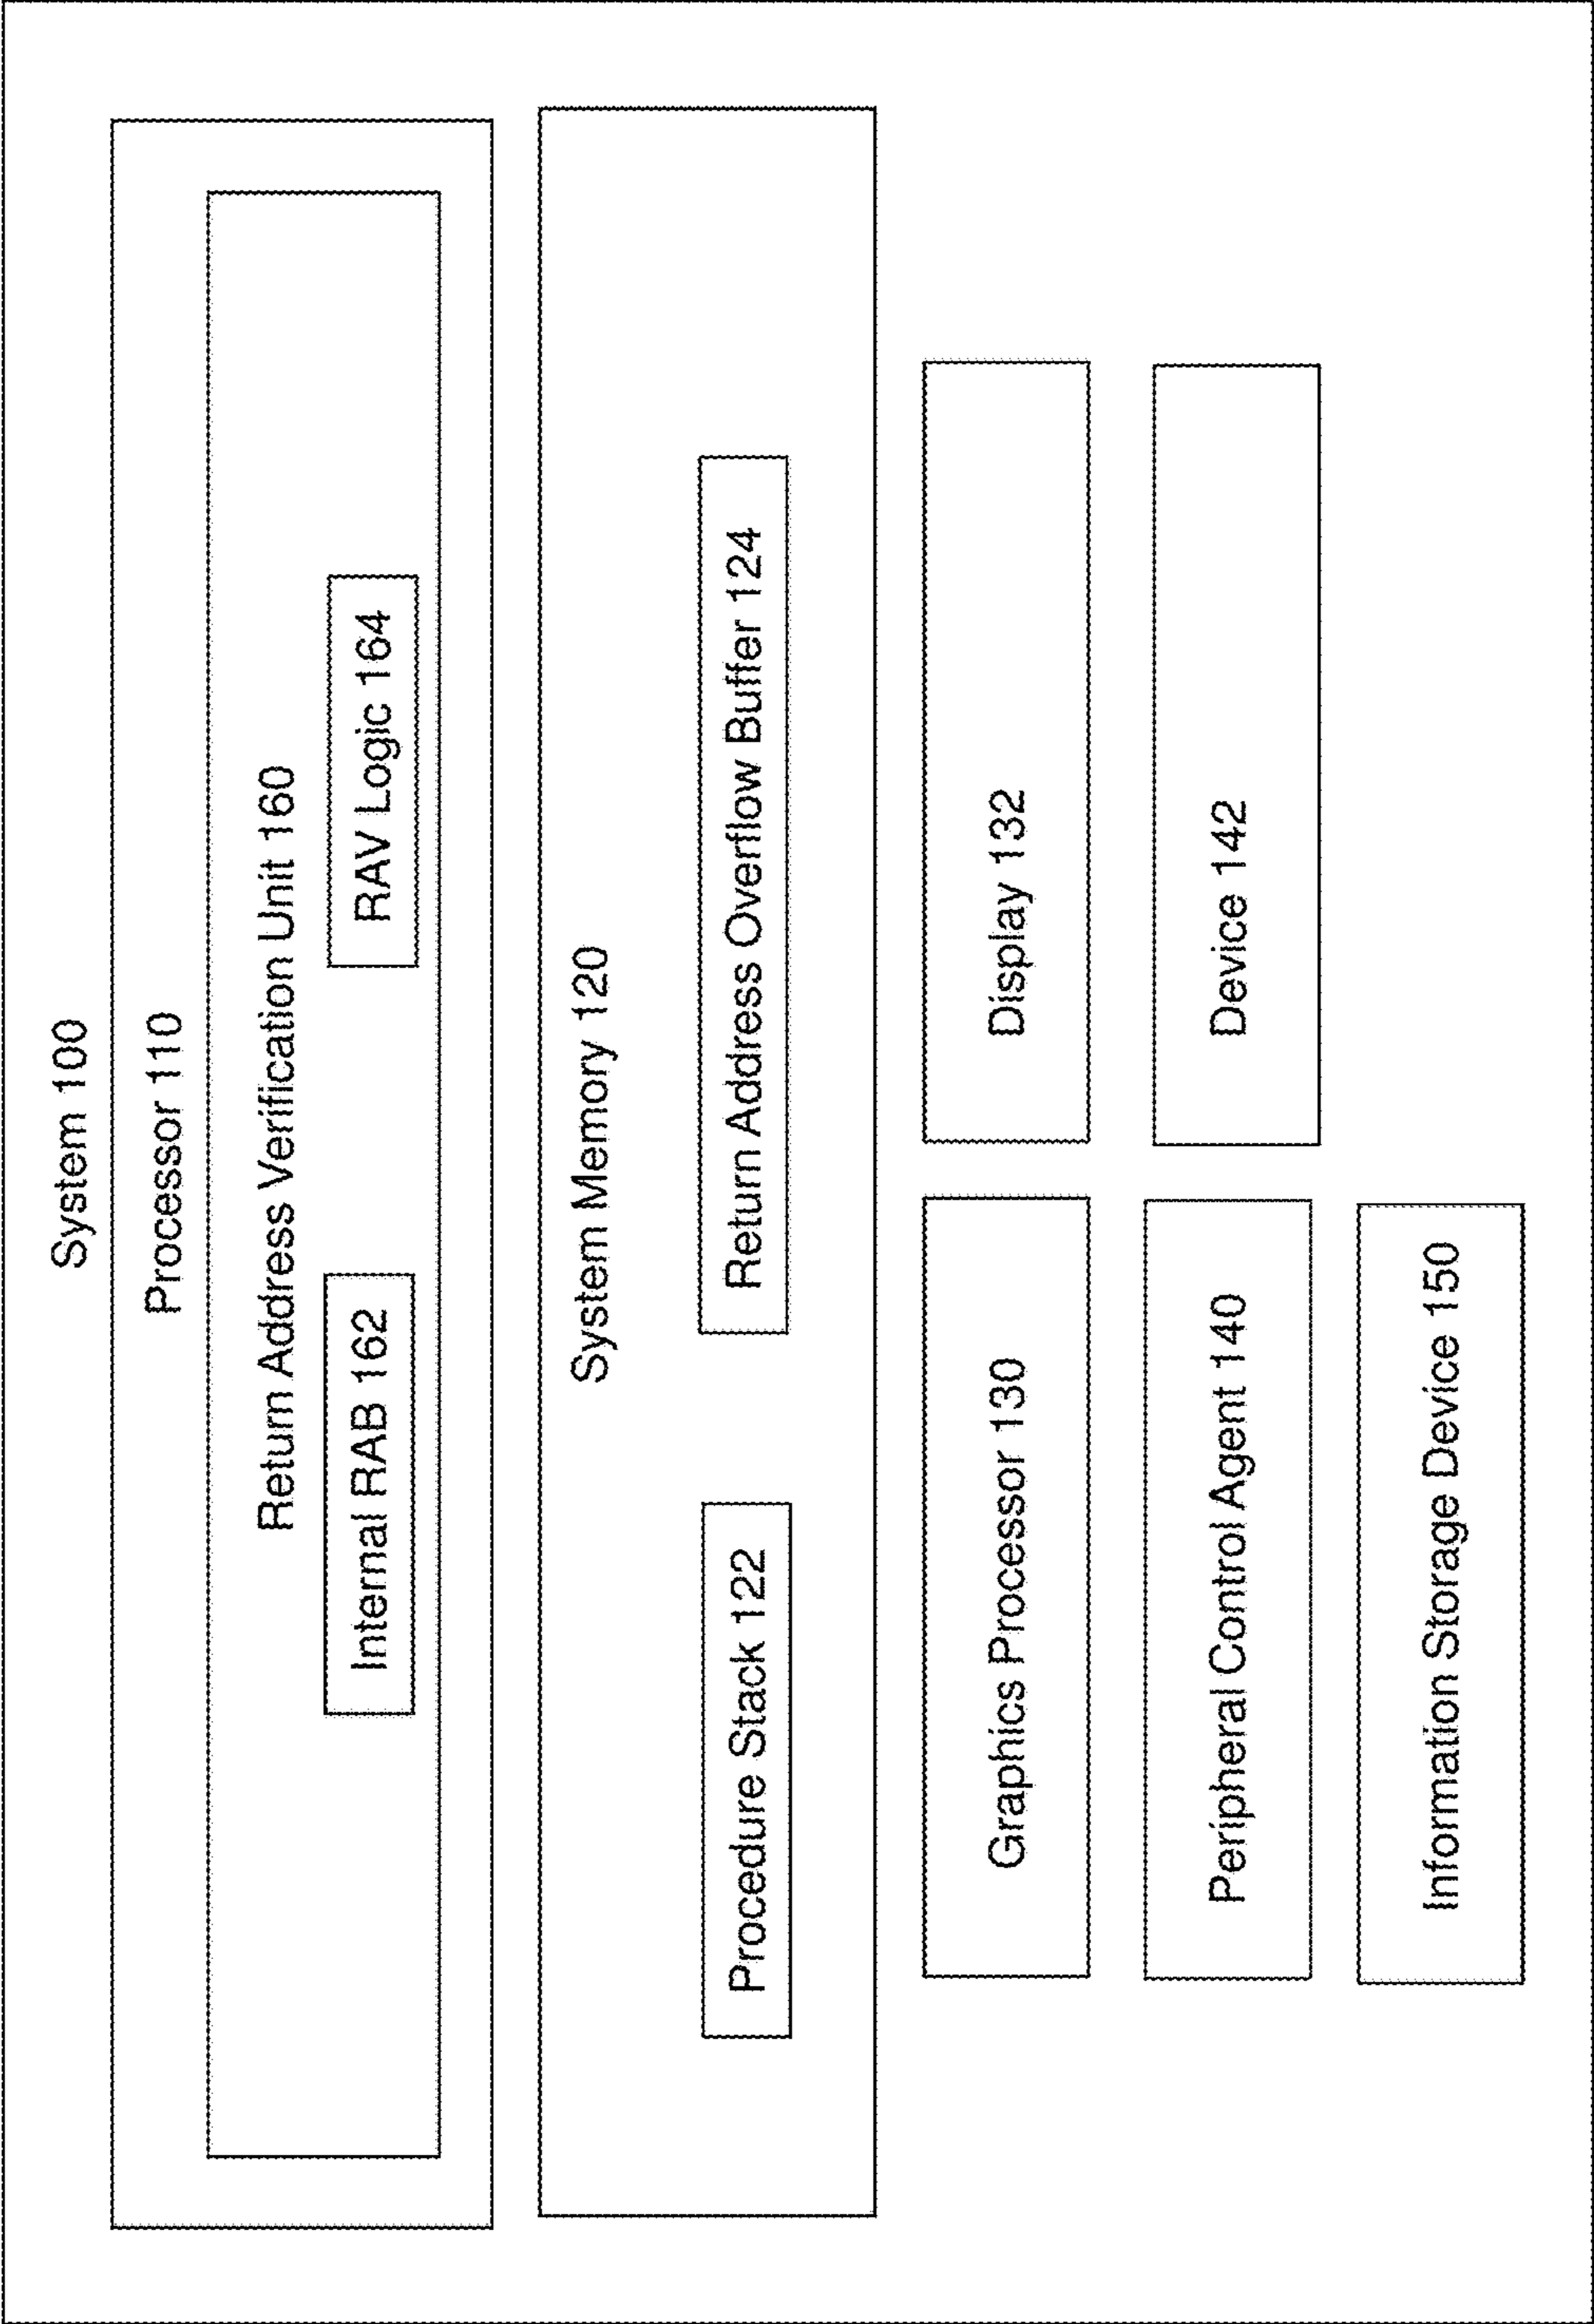 System 100
Processor 110
Return Address Verification Unit 160
Internal RAB 162
RAV Logic 164
System Memory 120
Procedure Stack 122
Return Address Overflow Buffer 124
Graphics Processor 130
Display 132
Peripheral Control Agent 140
Device 142
Information Storage Device 150